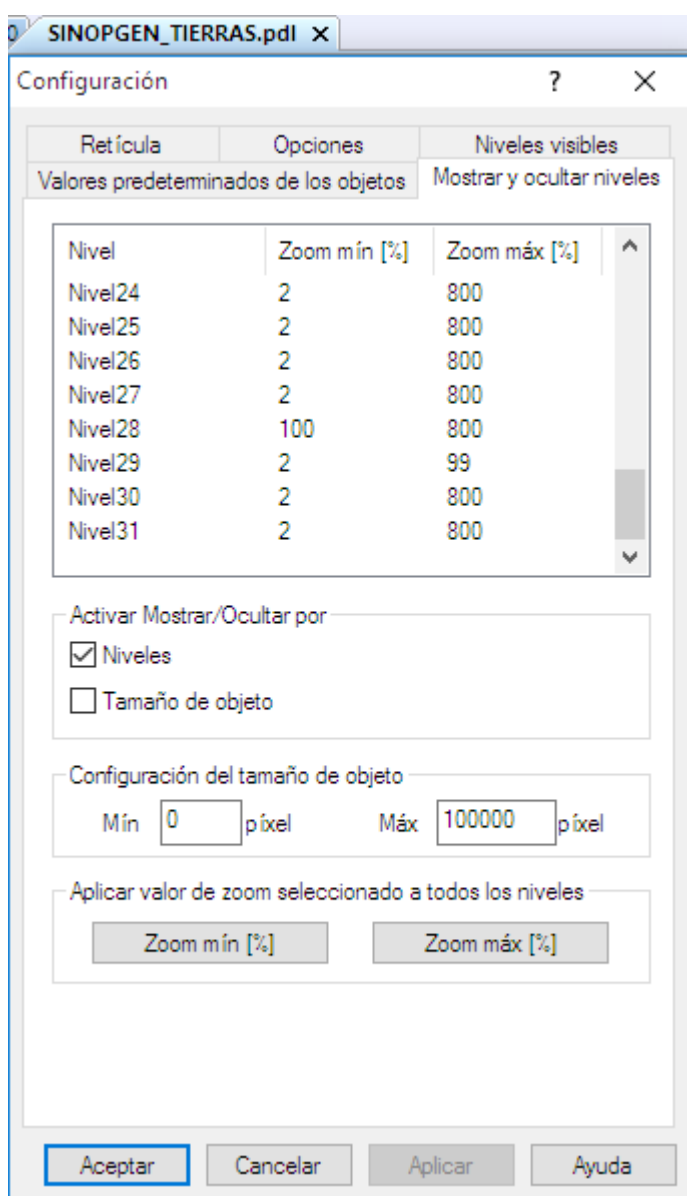 0 SINOPGEN_TIERRAS.pdl X
Configuración ? X
Retícula Opciones Niveles visibles
Valores predeterminados de los objetos Mostrar y ocultar niveles
Nivel Zoom mín [%] Zoom máx [%]
Nivel24 2 800
Nivel25 2 800
Nivel26 2 800
Nivel27 2 800
Nivel28 100 800
Nivel29 2 99
Nivel30 2 800
Nivel31 2 800
Activar Mostrar/Ocultar por
Niveles
Tamaño de objeto
Configuración del tamaño de objeto
Mín 0 píxel Máx 100000 píxel
Aplicar valor de zoom seleccionado a todos los niveles
Zoom mín [%] Zoom máx [%]
Aceptar Cancelar Aplicar Ayuda